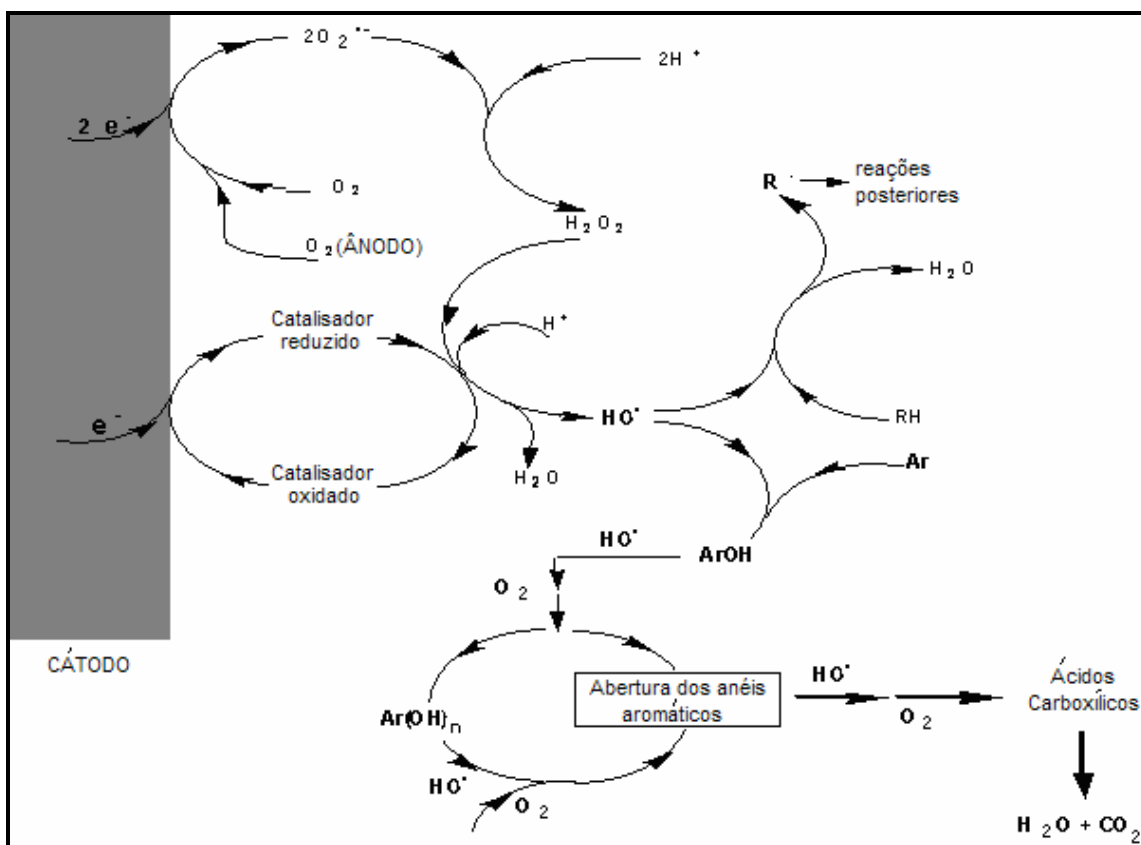 2O₂•-
2H⁺
2 e⁻
O₂
O₂(ÂNODO)
H₂O₂
R·
reações
posteriores
H₂O
Catalisador
reduzido
H⁺
e⁻
HO•
RH
Catalisador
oxidado
H₂O
Ar
HO•
ArOH
O₂
CÁTODO
Abertura dos anéis
aromáticos
HO•
O₂
Ácidos
Carboxílicos
Ar(OH)n
HO•
O₂
H₂O + CO₂